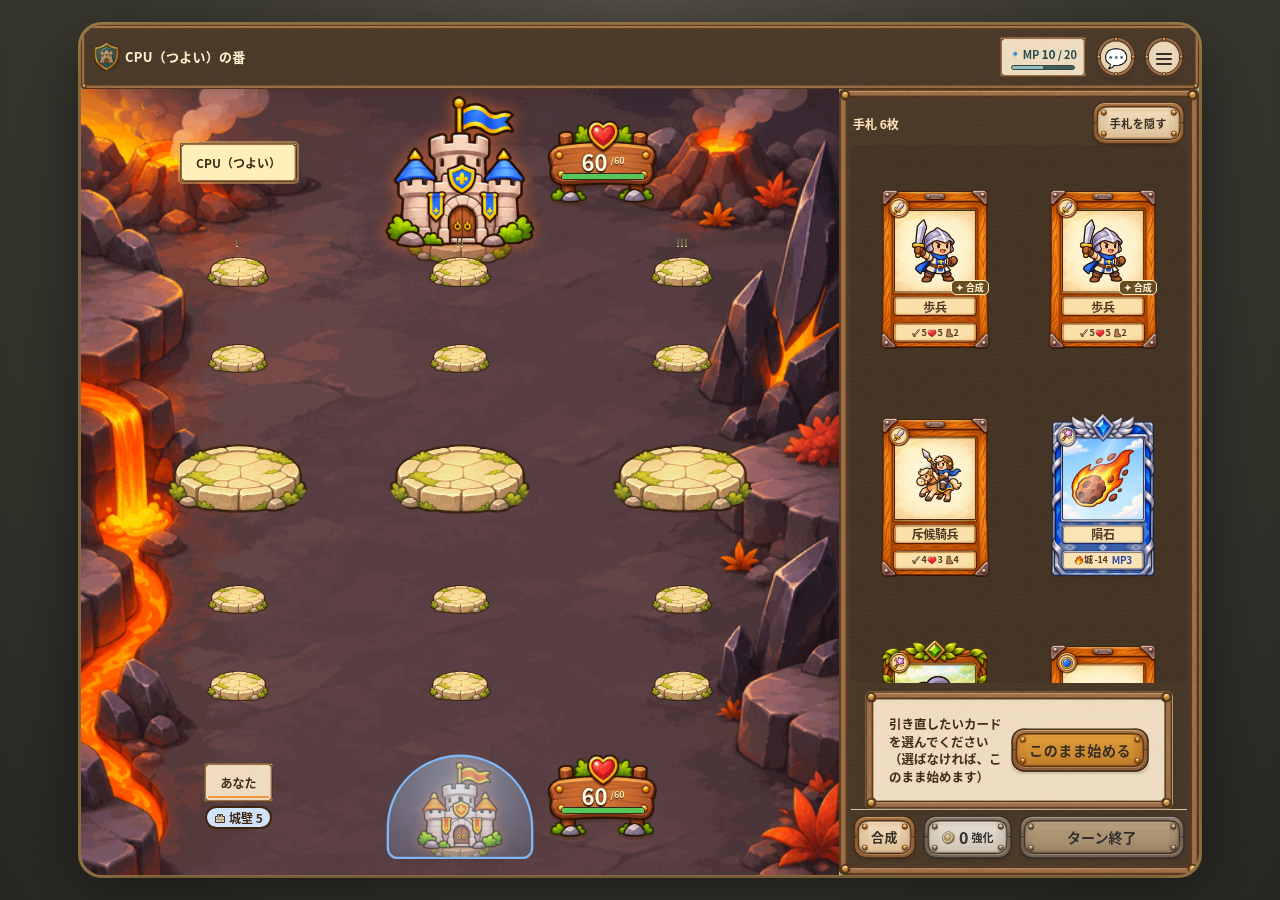 CPU（つよい）の番
MP 10 / 20
CPU（つよい）
60 /60
I
II
III
手札 6枚
手札を隠す
合成
歩兵
5 5 2
合成
歩兵
5 5 2
斥候騎兵
4 3 4
隕石
城-14 MP3
引き直したいカード
を選んでください
（選ばなければ、こ
のまま始めます）
このまま始める
あなた
城壁 5
60 /60
合成
0 強化
ターン終了